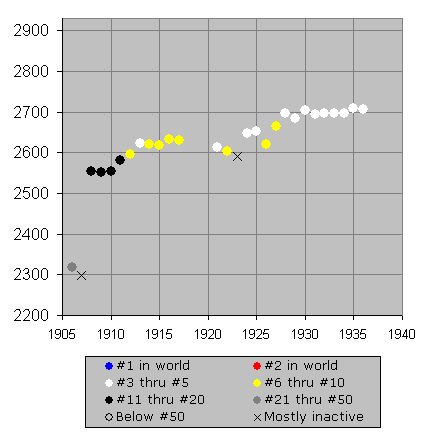 2900
2800
2700
2600
2500
2400
2300
2200
1905 1910 1915 1920 1925 1930 1935 1940
#1 in world #2 in world
#3 thru #5 #6 thru #10
#11 thru #20 #21 thru #50
Below #50 Mostly inactive